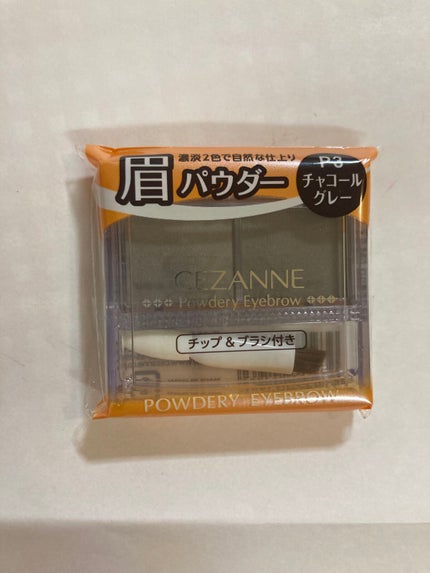 濃淡2色で自然な仕上り
眉パウダー
P3
チャコール
グレー
CEZANNE
Powdery Eyebrow
チップ&ブラシ付き
POWDERY EYEBROW